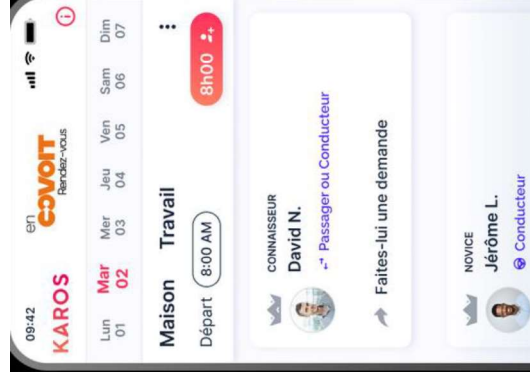 09:42
KAROS
en
COVOIT
Rendez-vous
Lun Mar Mer Jeu Ven Sam Dim
01 02 03 04 05 06 07
Maison Travail
Départ 8:00 AM
8h00
CONNAISSEUR
David N.
Passager ou Conducteur
Faites-lui une demande
NOVICE
Jérôme L.
Conducteur